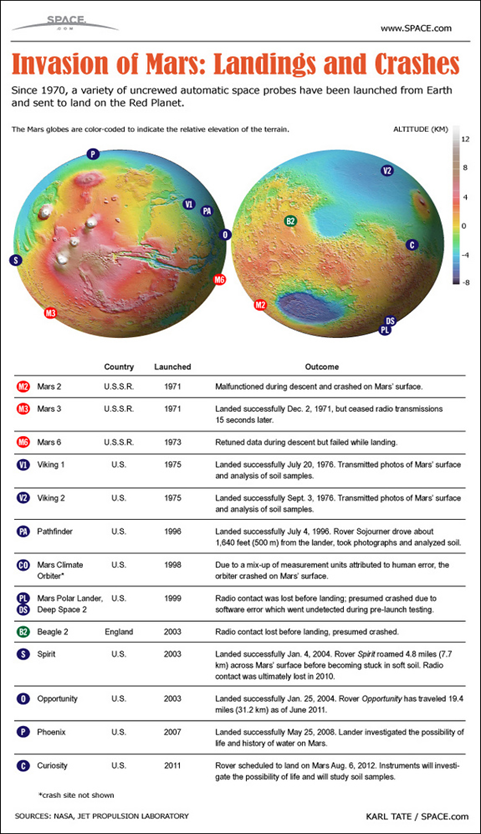 SPACE
.COM
www.SPACE.com
Invasion of Mars: Landings and Crashes
Since 1970, a variety of uncrewed automatic space probes have been launched from Earth
and sent to land on the Red Planet.
The Mars globes are color-coded to indicate the relative elevation of the terrain.
ALTITUDE (KM)
12
8
4
0
-4
-8
P
V1
PA
O
S
M6
M3
V2
B2
C
M2
DS
PL
Country Launched Outcome
M2 Mars 2 U.S.S.R. 1971 Malfunctioned during descent and crashed on Mars' surface.
M3 Mars 3 U.S.S.R. 1971 Landed successfully Dec. 2, 1971, but ceased radio transmissions
15 seconds later.
M6 Mars 6 U.S.S.R. 1973 Retuned data during descent but failed while landing.
V1 Viking 1 U.S. 1975 Landed successfully July 20, 1976. Transmitted photos of Mars' surface
and analysis of soil samples.
V2 Viking 2 U.S. 1975 Landed successfully Sept. 3, 1976. Transmitted photos of Mars' surface
and analysis of soil samples.
PA Pathfinder U.S. 1996 Landed successfully July 4, 1996. Rover Sojourner drove about
1,640 feet (500 m) from the lander, took photographs and analyzed soil.
CO Mars Climate U.S. 1998 Due to a mix-up of measurement units attributed to human error, the
Orbiter* orbiter crashed on Mars' surface.
PL Mars Polar Lander, U.S. 1999 Radio contact was lost before landing; presumed crashed due to
DS Deep Space 2 software error which went undetected during pre-launch testing.
B2 Beagle 2 England 2003 Radio contact lost before landing, presumed crashed.
S Spirit U.S. 2003 Landed successfully Jan. 4, 2004. Rover Spirit roamed 4.8 miles (7.7
km) across Mars' surface before becoming stuck in soft soil. Radio
contact was ultimately lost in 2010.
O Opportunity U.S. 2003 Landed successfully Jan. 25, 2004. Rover Opportunity has traveled 19.4
miles (31.2 km) as of June 2011.
P Phoenix U.S. 2007 Landed successfully May 25, 2008. Lander investigated the possibility of
life and history of water on Mars.
C Curiosity U.S. 2011 Rover scheduled to land on Mars Aug. 6, 2012. Instruments will investi-
gate the possibility of life and will study soil samples.
*crash site not shown
SOURCES: NASA, JET PROPULSION LABORATORY
KARL TATE / SPACE.com